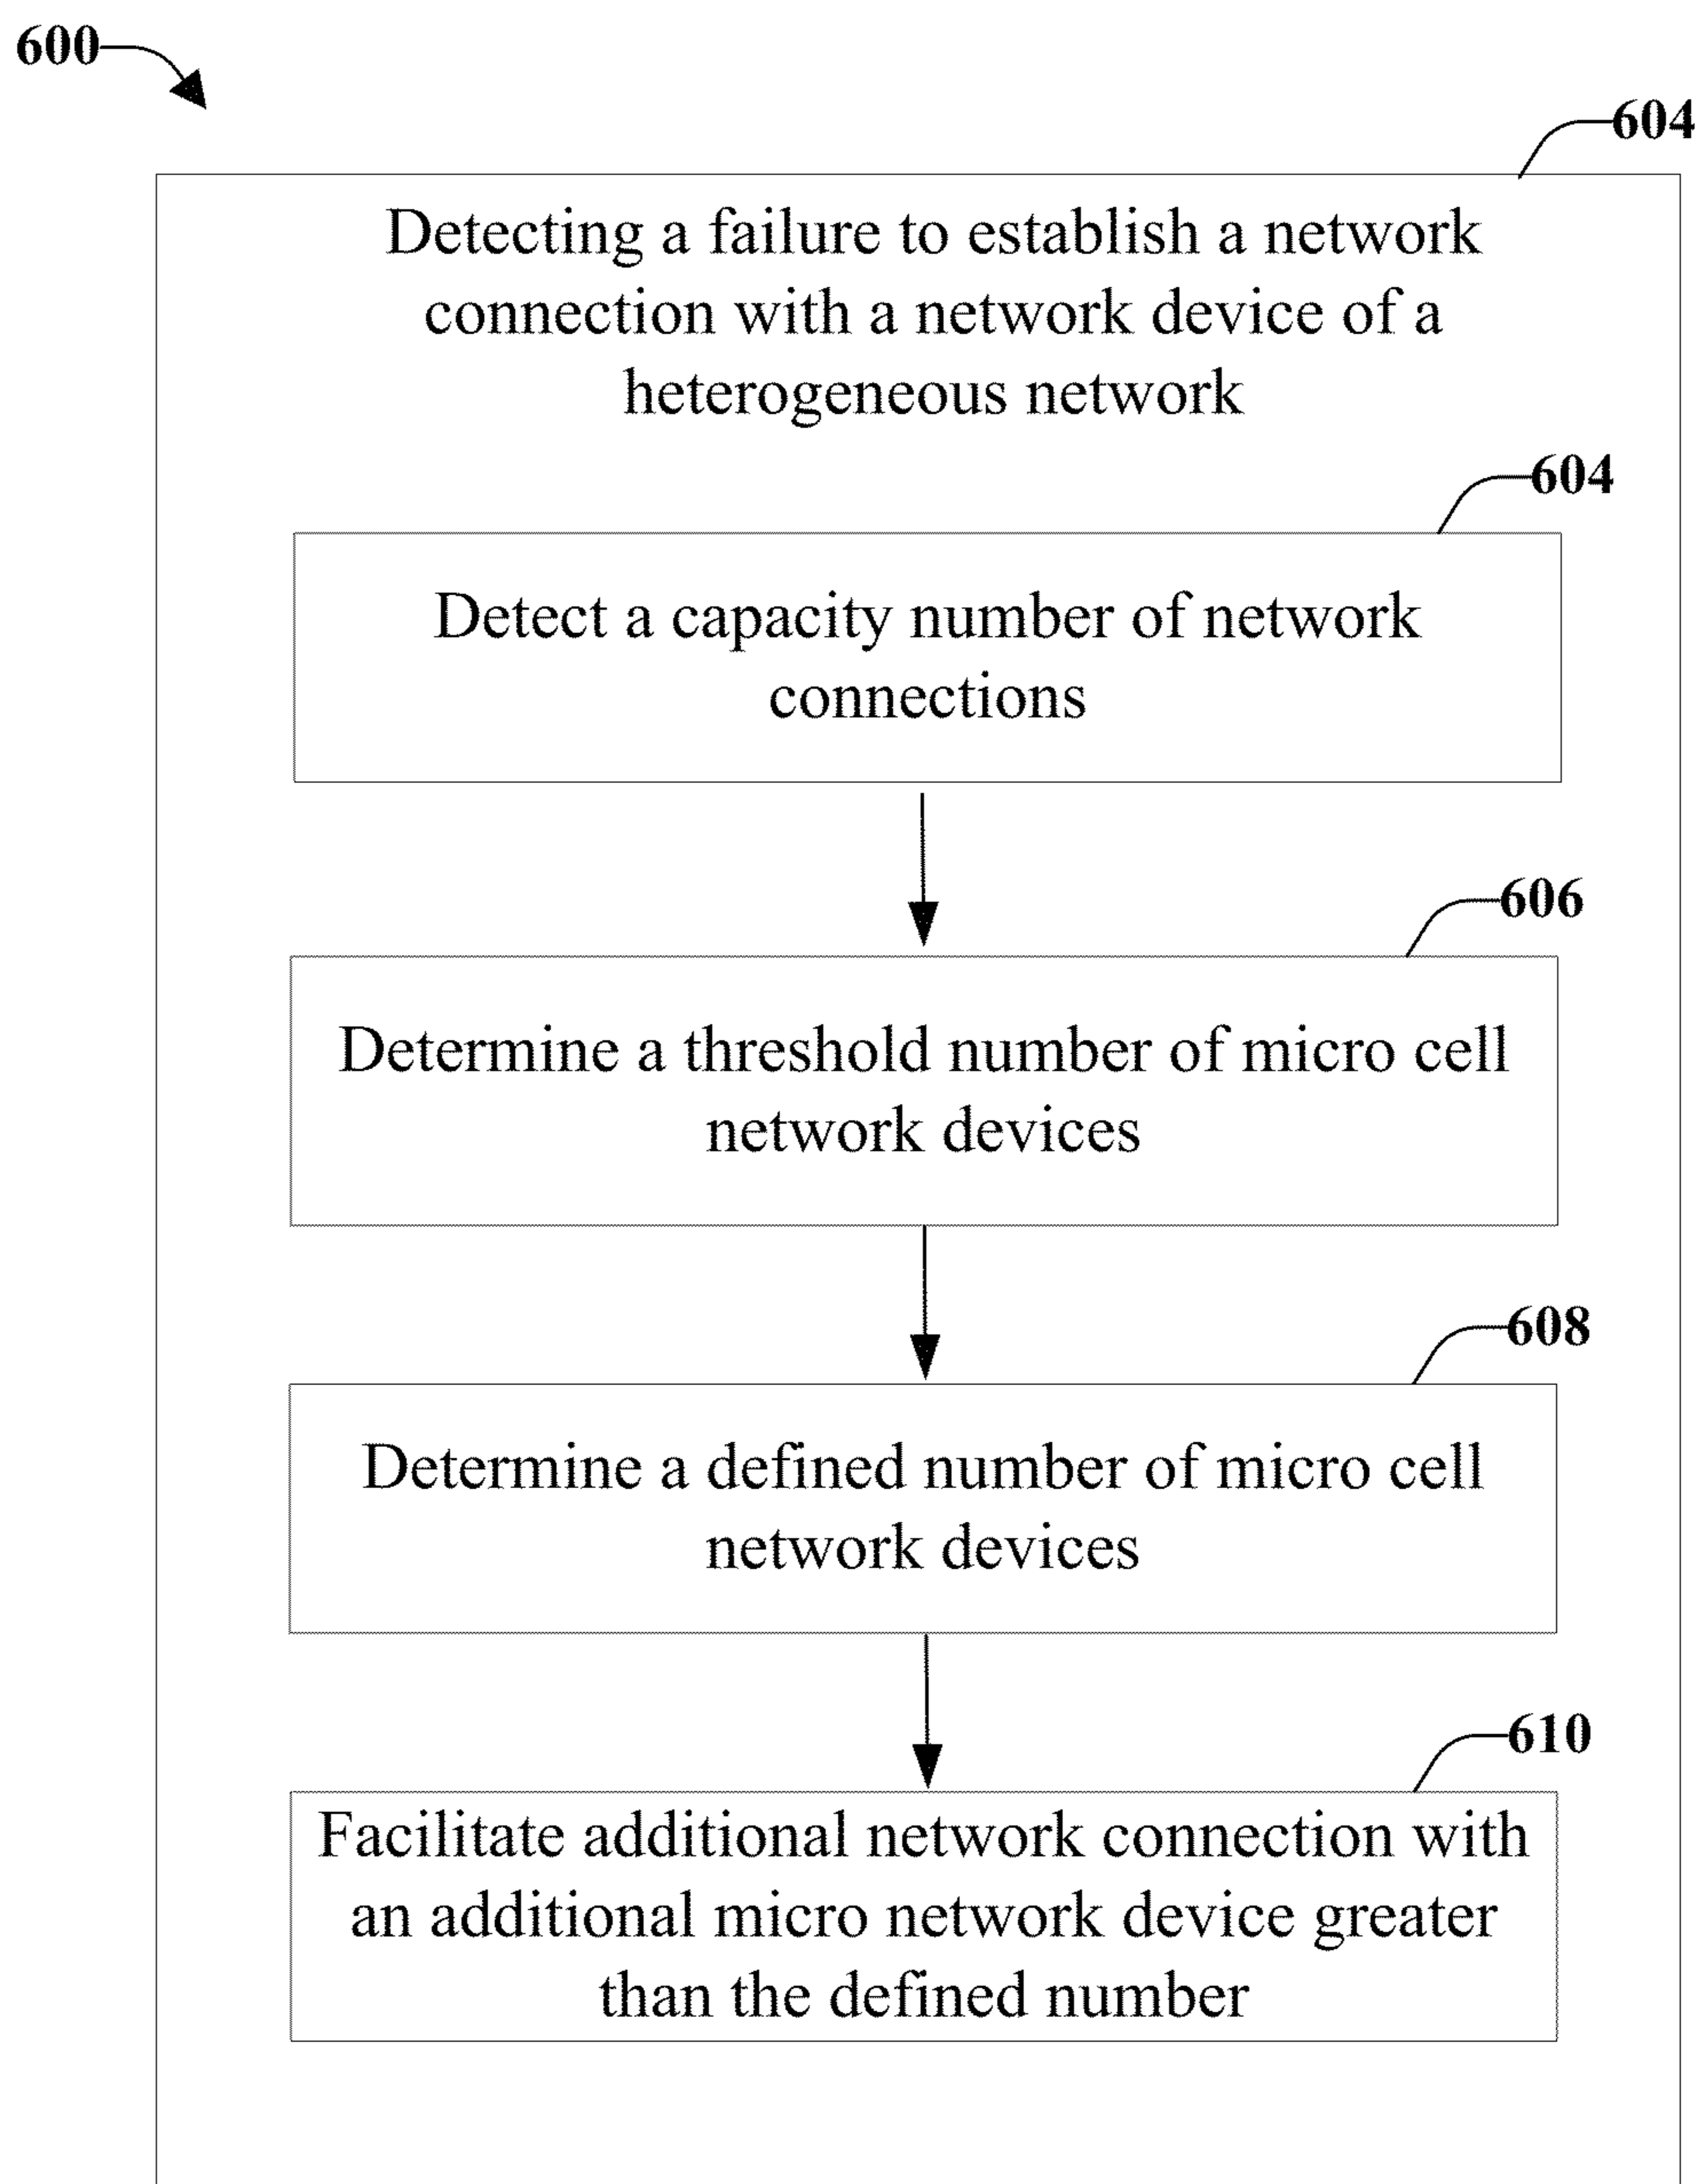 600
604
Detecting a failure to establish a network
connection with a network device of a
heterogeneous network
604
Detect a capacity number of network
connections
606
Determine a threshold number of micro cell
network devices
608
Determine a defined number of micro cell
network devices
610
Facilitate additional network connection with
an additional micro network device greater
than the defined number